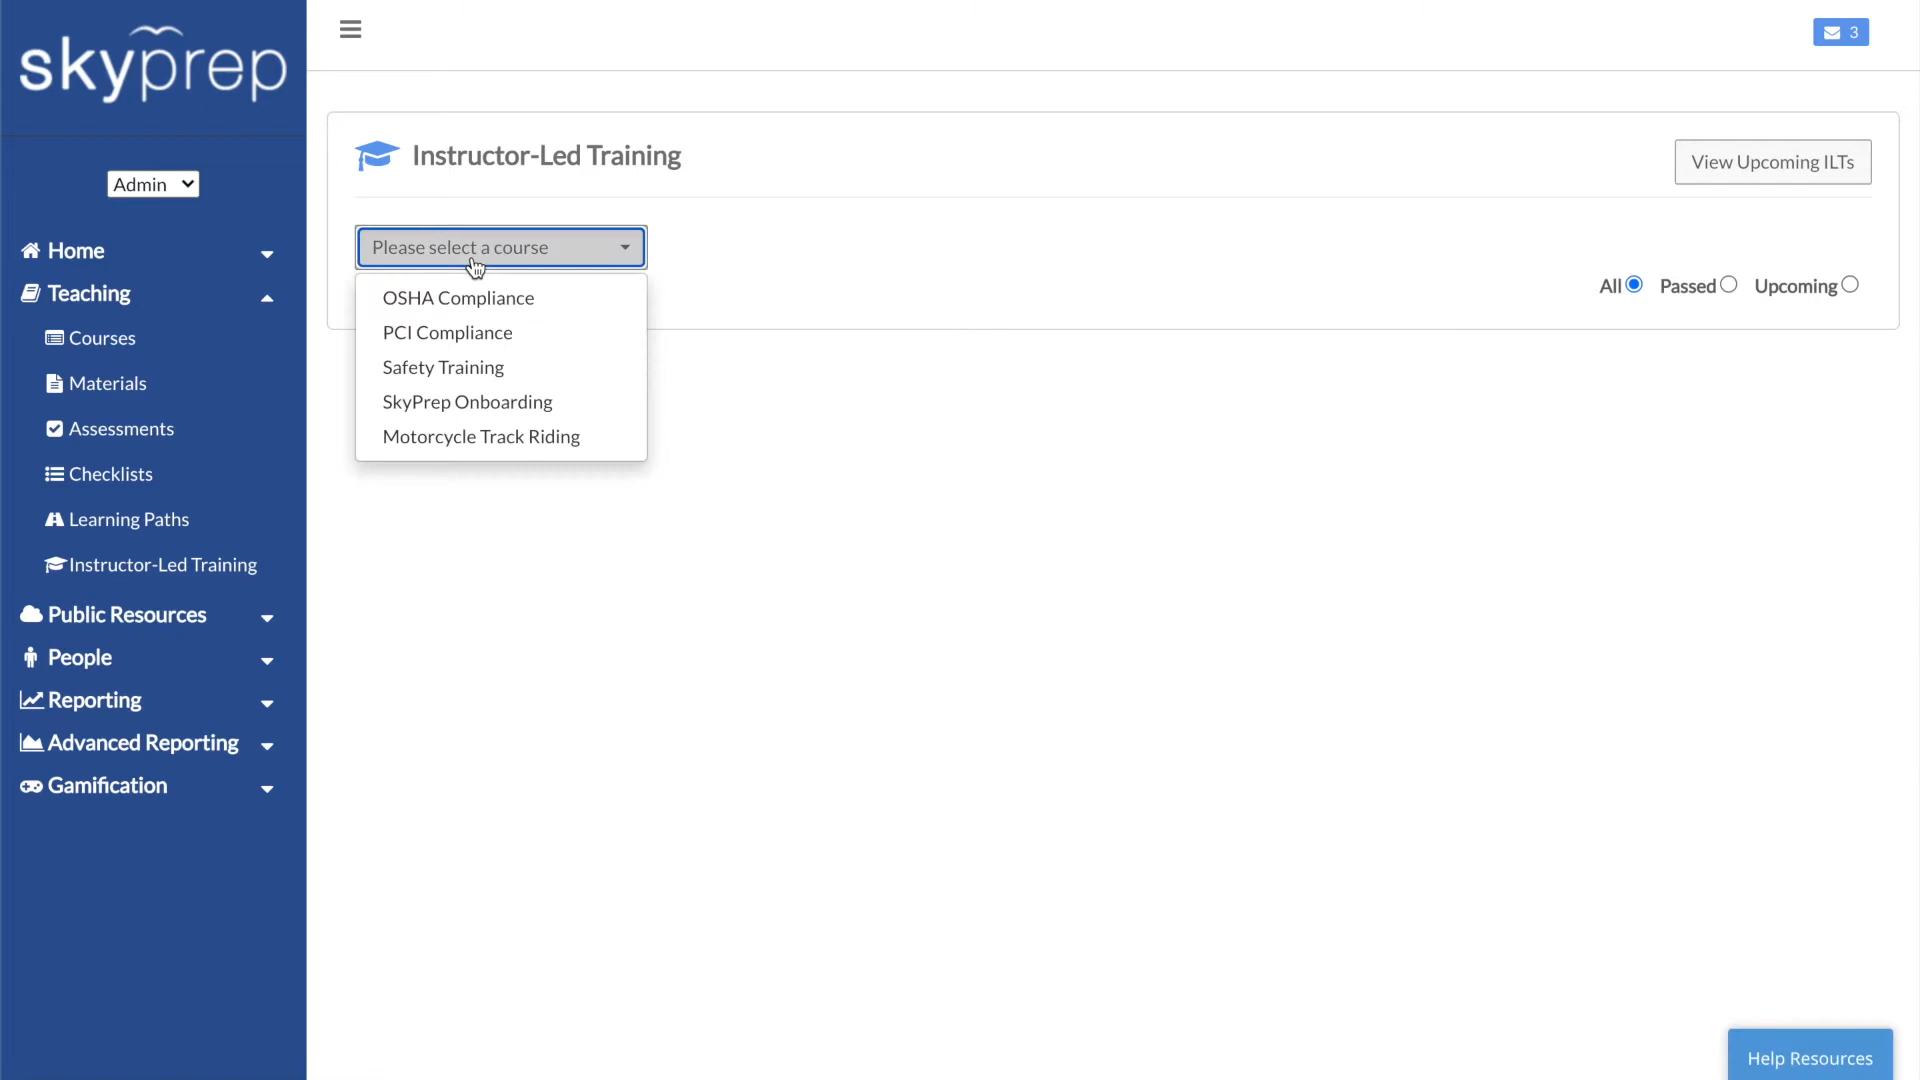 skyprep
3
Admin
Home
Teaching
Courses
Materials
Assessments
Checklists
Learning Paths
Instructor-Led Training
Public Resources
People
Reporting
Advanced Reporting
Gamification
Instructor-Led Training
View Upcoming ILTs
Please select a course
All Passed Upcoming
OSHA Compliance
PCI Compliance
Safety Training
SkyPrep Onboarding
Motorcycle Track Riding
Help Resources